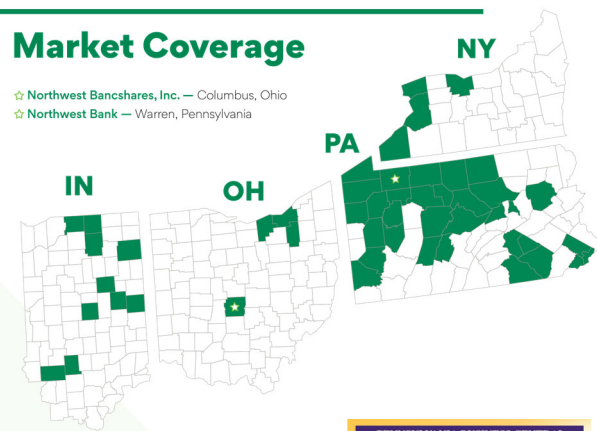 Market Coverage
Northwest Bancshares, Inc. — Columbus, Ohio
Northwest Bank — Warren, Pennsylvania
NY
PA
IN
OH